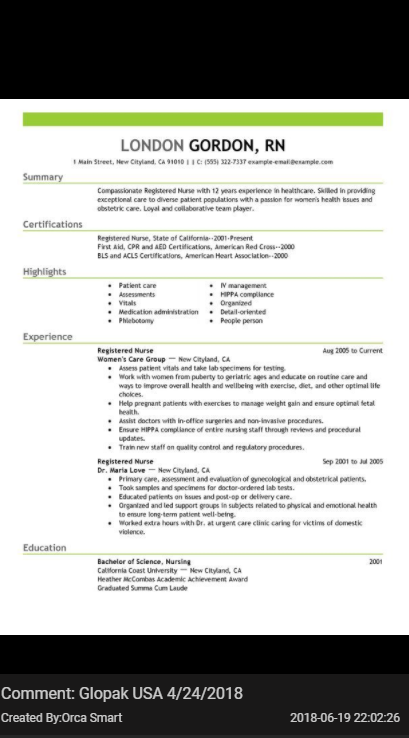 LONDON GORDON, RN
1 Main Street, New Cityland, CA 91010 | | C: (555) 322-7337 example-email@example.com
Summary
Compassionate Registered Nurse with 12 years experience in healthcare. Skilled in providing
exceptional care to diverse patient populations with a passion for women's health issues and
obstetric care. Loyal and collaborative team player.
Certifications
Registered Nurse, State of California--2001-Present
First Aid, CPR and AED Certifications, American Red Cross--2000
BLS and ACLS Certifications, American Heart Association--2000
Highlights
• Patient care
• Assessments
• Vitals
• Medication administration
• Phlebotomy
• IV management
• HIPPA compliance
• Organized
• Detail-oriented
• People person
Experience
Registered Nurse Aug 2005 to Current
Women's Care Group — New Cityland, CA
• Assess patient vitals and take lab specimens for testing.
• Work with women from puberty to geriatric ages and educate on routine care and
ways to improve overall health and wellbeing with exercise, diet, and other optimal life
choices.
• Help pregnant patients with exercises to manage weight gain and ensure optimal fetal
health.
• Assist doctors with in-office surgeries and non-invasive procedures.
• Ensure HIPPA compliance of entire nursing staff through reviews and procedural
updates.
• Train new staff on quality control and regulatory procedures.
Registered Nurse Sep 2001 to Jul 2005
Dr. Maria Love — New Cityland, CA
• Primary care, assessment and evaluation of gynecological and obstetrical patients.
• Took samples and specimens for doctor-ordered lab tests.
• Educated patients on issues and post-op or delivery care.
• Organized and led support groups in subjects related to physical and emotional health
to ensure long-term patient well-being.
• Worked extra hours with Dr. at urgent care clinic caring for victims of domestic
violence.
Education
Bachelor of Science, Nursing 2001
California Coast University — New Cityland, CA
Heather McCombas Academic Achievement Award
Graduated Summa Cum Laude
Comment: Glopak USA 4/24/2018
Created By:Orca Smart 2018-06-19 22:02:26